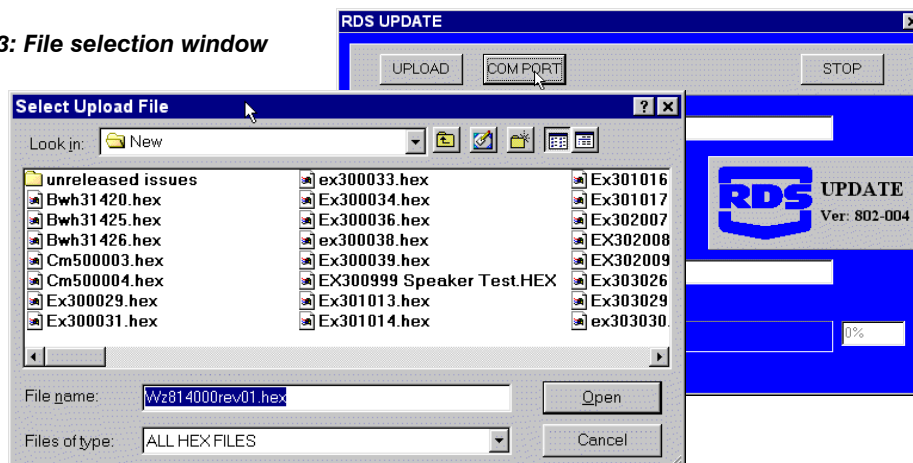 3: File selection window
RDS UPDATE
UPLOAD
COM PORT
STOP
Select Upload File
Look in:
New
unreleased issues
Bwh31420.hex
Bwh31425.hex
Bwh31426.hex
Cm500003.hex
Cm500004.hex
Ex300029.hex
Ex300031.hex
ex300033.hex
Ex300034.hex
Ex300036.hex
ex300038.hex
Ex300039.hex
EX300999 Speaker Test.HEX
Ex301013.hex
Ex301014.hex
Ex301016
Ex301017
Ex302007
EX302008
EX302009
Ex303026
Ex303029
ex303030.
RDS
UPDATE
Ver: 802-004
0%
File name:
Wz814000rev01.hex
Open
Files of type:
ALL HEX FILES
Cancel